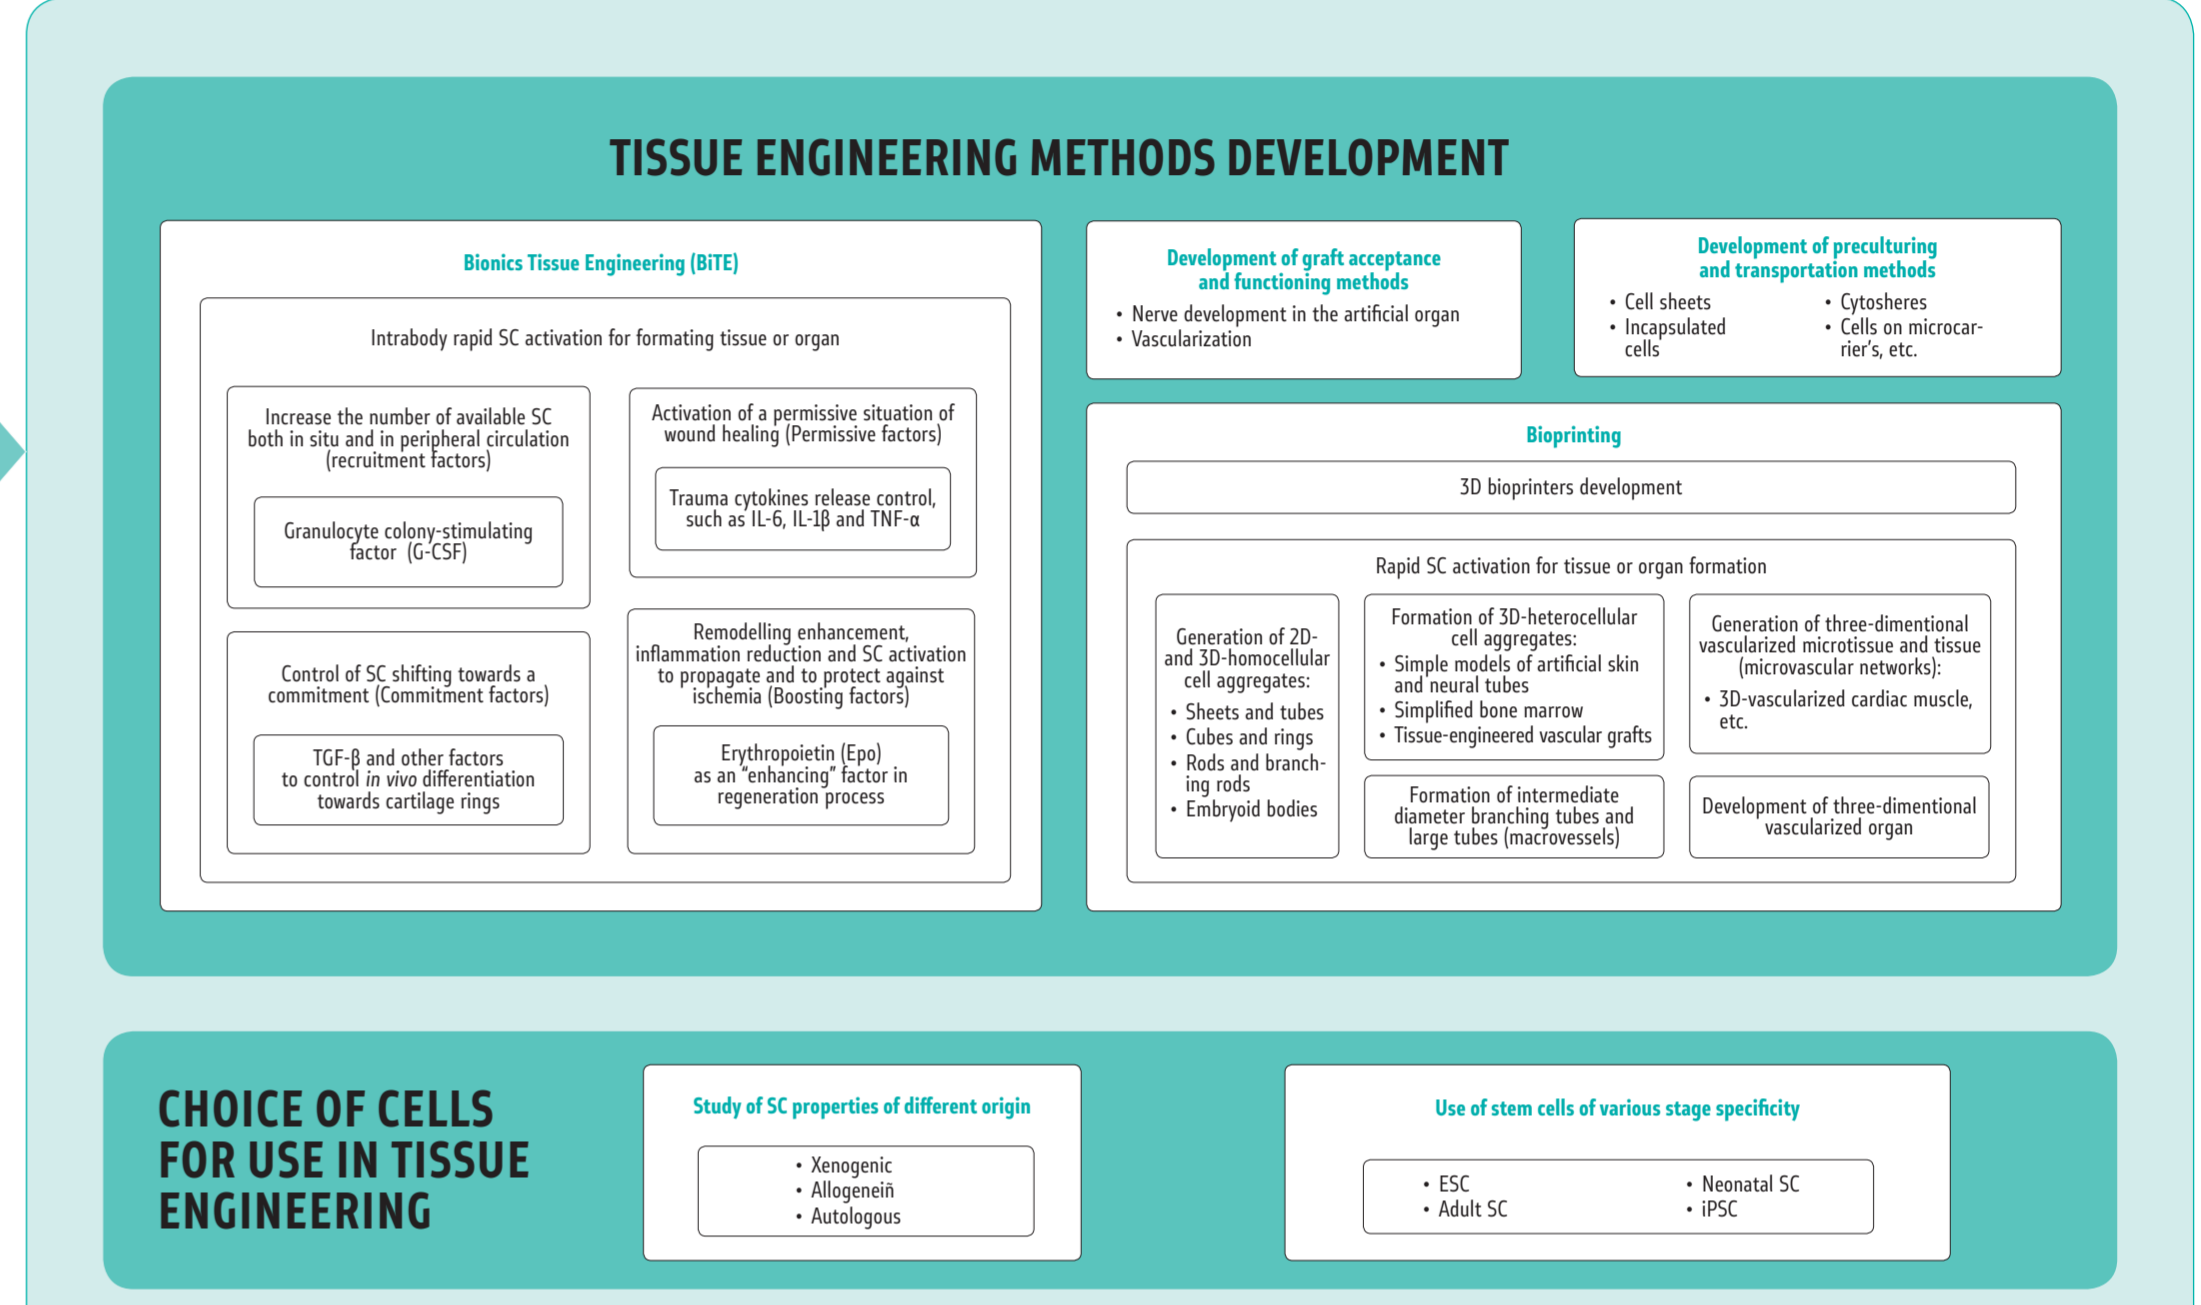 TISSUE ENGINEERING METHODS DEVELOPMENT
Bionics Tissue Engineering (BiTE)
Intrabody rapid SC activation for formating tissue or organ
Increase the number of available SC
both in situ and in peripheral circulation
(recruitment factors)
Granulocyte colony-stimulating
factor (G-CSF)
Activation of a permissive situation of
wound healing (Permissive factors)
Trauma cytokines release control,
such as IL-6, IL-1β and TNF-α
Control of SC shifting towards a
commitment (Commitment factors)
TGF-β and other factors
to control in vivo differentiation
towards cartilage rings
Remodelling enhancement,
inflammation reduction and SC activation
to propagate and to protect against
ischemia (Boosting factors)
Erythropoietin (Epo)
as an “enhancing” factor in
regeneration process
Development of graft acceptance
and functioning methods
• Nerve development in the artificial organ
• Vascularization
Development of preculturing
and transportation methods
• Cell sheets
• Incapsulated
cells
• Cytosheres
• Cells on microcar-
rier’s, etc.
Bioprinting
3D bioprinters development
Rapid SC activation for tissue or organ formation
Generation of 2D-
and 3D-homocellular
cell aggregates:
• Sheets and tubes
• Cubes and rings
• Rods and branch-
ing rods
• Embryoid bodies
Formation of 3D-heterocellular
cell aggregates:
• Simple models of artificial skin
and neural tubes
• Simplified bone marrow
• Tissue-engineered vascular grafts
Generation of three-dimentional
vascularized microtissue and tissue
(microvascular networks):
• 3D-vascularized cardiac muscle,
etc.
Formation of intermediate
diameter branching tubes and
large tubes (macrovessels)
Development of three-dimentional
vascularized organ
CHOICE OF CELLS
FOR USE IN TISSUE
ENGINEERING
Study of SC properties of different origin
• Xenogenic
• Allogeneiñ
• Autologous
Use of stem cells of various stage specificity
• ESC
• Adult SC
• Neonatal SC
• iPSC